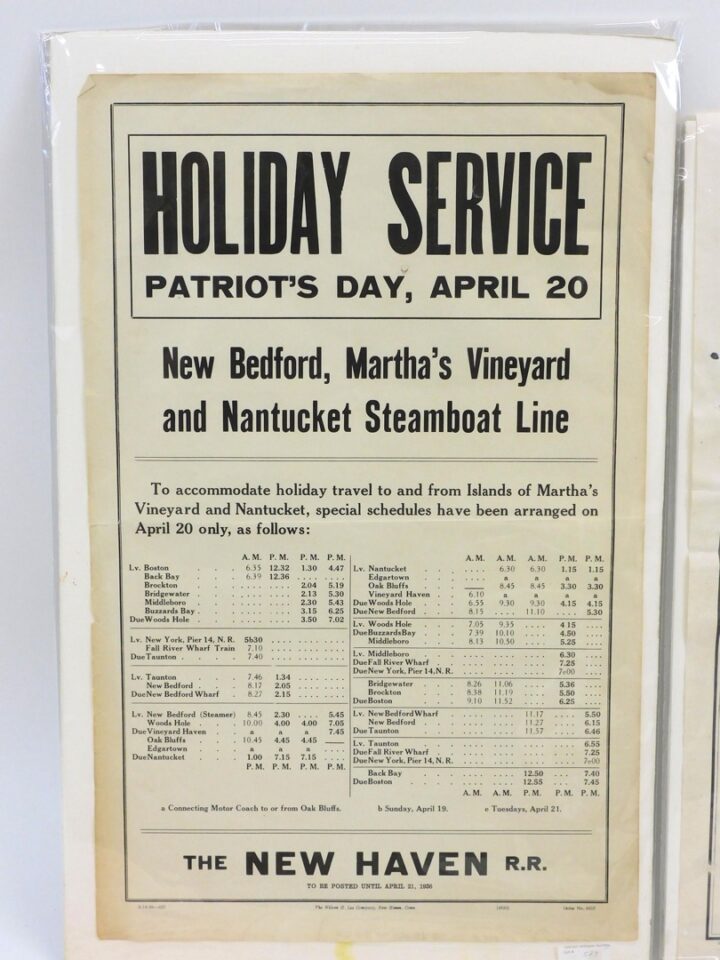 HOLIDAY SERVICE
PATRIOT'S DAY, APRIL 20
New Bedford, Martha's Vineyard
and Nantucket Steamboat Line
To accommodate holiday travel to and from Islands of Martha's
Vineyard and Nantucket, special schedules have been arranged on
April 20 only, as follows:
A.M. P.M. P.M. P.M.
Lv. Boston . . . 6.35 12.32 1.30 4.47
Back Bay . . . 6.39 12.36
Brockton . . . 2.04 5.19
Bridgewater . . . 2.13 5.30
Middleboro . . . 2.30 5.43
Buzzards Bay . . . 3.15 6.25
Due Woods Hole . . . 3.50 7.02
Lv. New York, Pier 14, N. R. 5b30
Fall River Wharf Train 7.10
Due Taunton . . . 7.40
Lv. Taunton . . . 7.46 1.34
New Bedford . . . 8.17 2.05
Due New Bedford Wharf . . . 8.27 2.15
Lv. New Bedford (Steamer) 8.45 2.30 .... 5.45
Woods Hole . . . 10.00 4.00 4.00 7.05
Due Vineyard Haven . . . a a a 7.45
Oak Bluffs . . . 10.45 4.45 4.45
Edgartown . . . a a a
Due Nantucket . . . 1.00 7.15 7.15
P. M. P. M. P. M. P. M.
A.M. A.M. A.M. P.M. P.M.
Lv. Nantucket . . . 6.30 6.30 1.15 1.15
Edgartown . . . a a a a
Oak Bluffs . . . 8.45 8.45 3.30 3.30
Vineyard Haven . . . 6.10 a a a a
Due Woods Hole . . . 6.55 9.30 9.30 4.15 4.15
Due New Bedford . . . 8.15 .... 11.10 .... 5.30
Lv. Woods Hole . . . 7.05 9.35 .... 4 15
Due Buzzards Bay . . . 7.39 10.10 .... 4.50
Middleboro . . . 8.13 10.50 .... 5.25
Lv. Middleboro . . . 6.30
Due Fall River Wharf . . . 7.25
Due New York, Pier 14, N. R. 7e00
Bridgewater . . . 8.26 11.06 .... 5.36
Brockton . . . 8.38 11.19 .... 5.50
Due Boston . . . 9.10 11.52 .... 6.25
Lv. New Bedford Wharf . . . 11.17 .... 5.50
New Bedford . . . 11.27 .... 6.15
Due Taunton . . . 11.57 .... 6.46
Lv. Taunton . . . 6.55
Due Fall River Wharf . . . 7.25
Due New York, Pier 14, N. R. 7e00
Back Bay . . . 12.50 ... 7.40
Due Boston . . . 12.55 ... 7.45
A. M. A. M. P. M. P. M. P. M.
a Connecting Motor Coach to or from Oak Bluffs. b Sunday, April 19. e Tuesdays, April 21.
THE NEW HAVEN R.R.
TO BE POSTED UNTIL APRIL 21, 1936